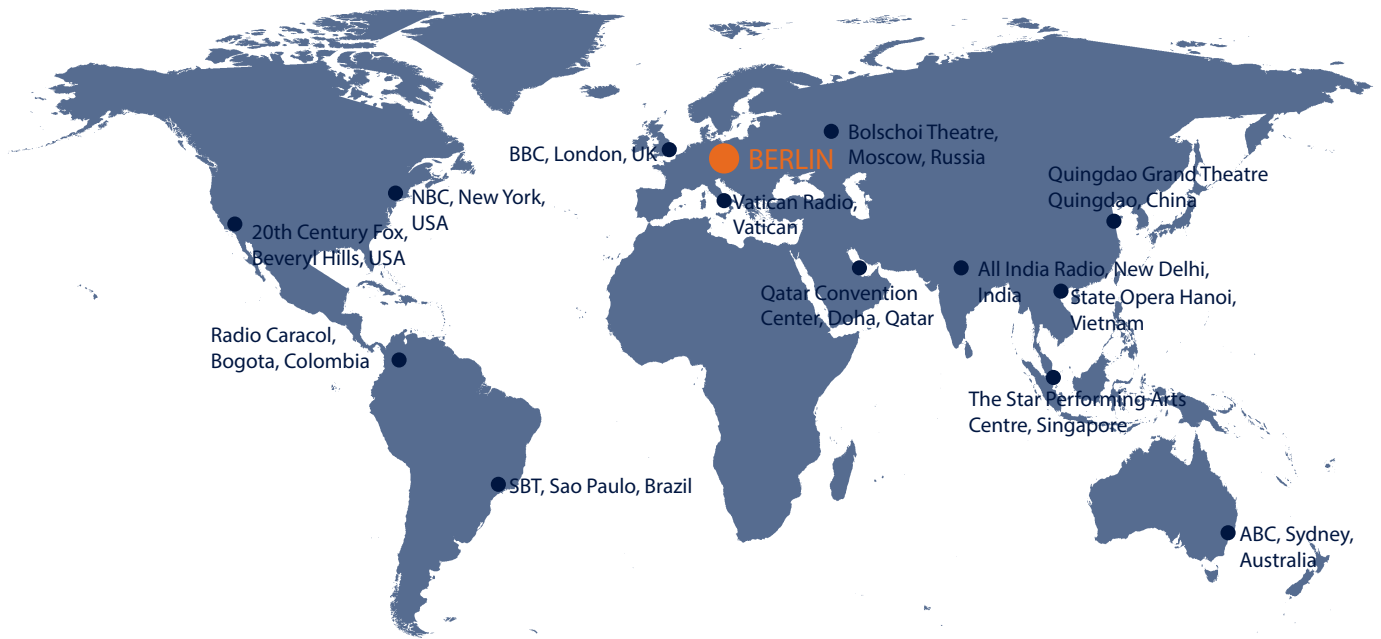 Bolschoi Theatre,
Moscow, Russia
BBC, London, UK
BERLIN
Quingdao Grand Theatre
Quingdao, China
NBC, New York,
USA
Vatican Radio,
Vatican
20th Century Fox,
Beveryl Hills, USA
All India Radio, New Delhi,
India
Qatar Convention
Center, Doha, Qatar
State Opera Hanoi,
Vietnam
Radio Caracol,
Bogota, Colombia
The Star Performing Arts
Centre, Singapore
SBT, Sao Paulo, Brazil
ABC, Sydney,
Australia